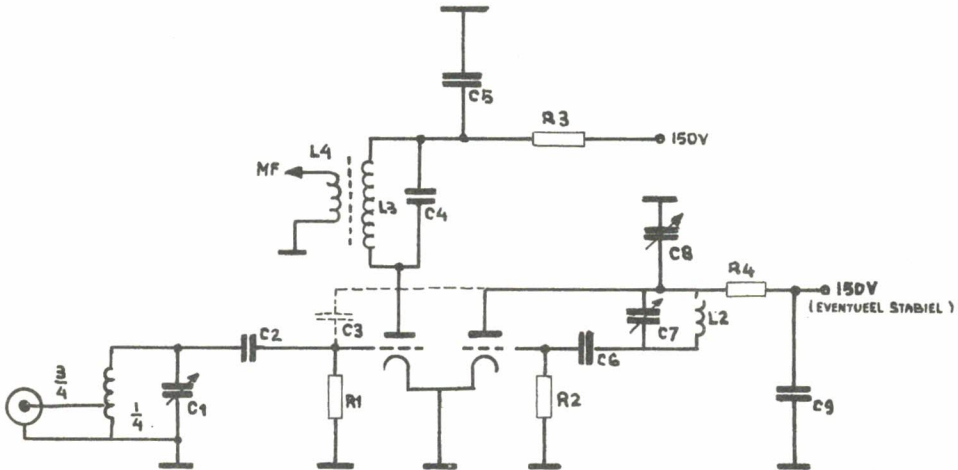 C5
R3
150V
L4
MF
L3
C4
C8
R4
150V
(EVENTUEEL STABIEL)
C3
C7
L2
C2
C6
3/4
1/4
C1
R1
R2
C9